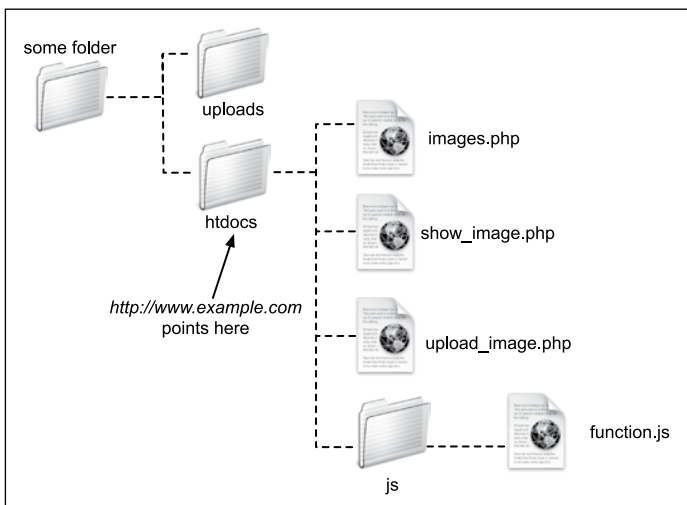 some folder
uploads
images.php
htdocs
show_image.php
http://www.example.com
points here
upload_image.php
function.js
js